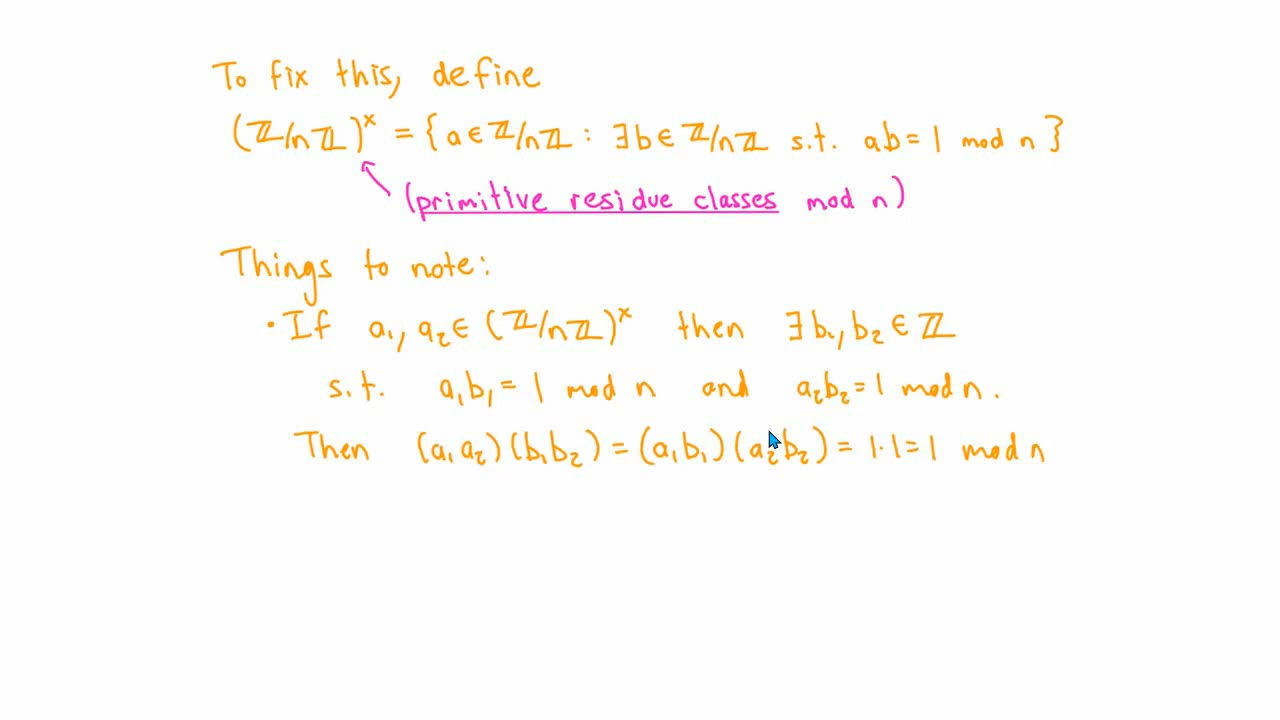 To fix this, define
(ℤ/nℤ)ˣ = {a ∈ ℤ/nℤ : ∃ b ∈ ℤ/nℤ s.t. ab = 1 mod n}
(primitive residue classes mod n)
Things to note:
• If a₁, a₂ ∈ (ℤ/nℤ)ˣ then ∃ b₁, b₂ ∈ ℤ
s.t. a₁b₁ = 1 mod n and a₂b₂ = 1 mod n.
Then (a₁a₂)(b₁b₂) = (a₁b₁)(a₂b₂) = 1·1 = 1 mod n